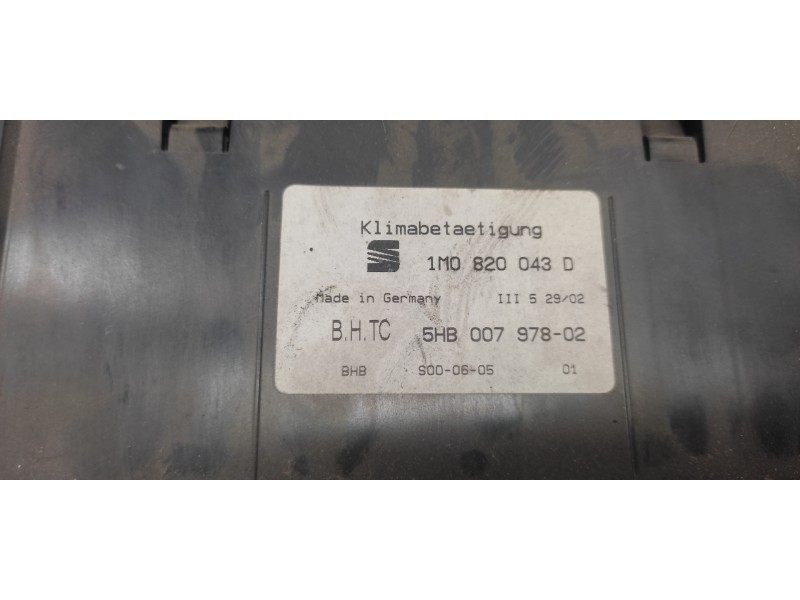 Klimabetaetigung
1M0 820 043 D
Made in Germany III 5 29/02
B.H.TC 5HB 007 978-02
BHB S00-06-05 01